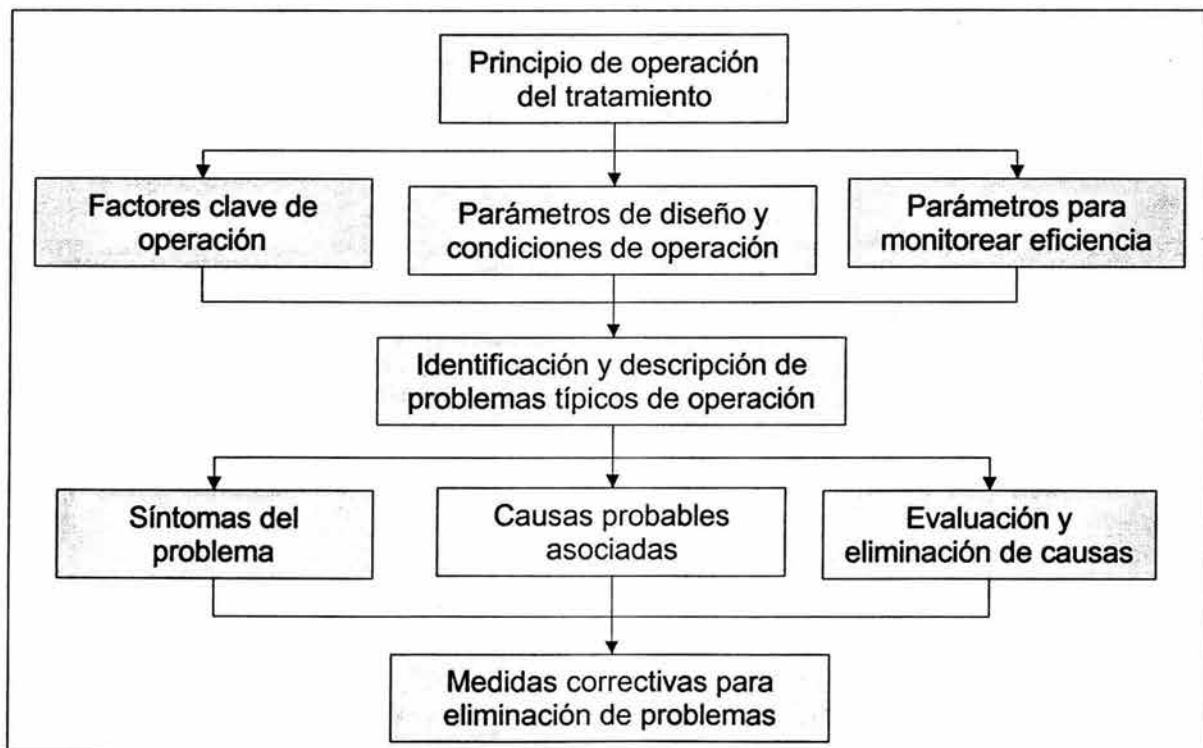 Principio de operación
del tratamiento
Factores clave de
operación
Parámetros de diseño y
condiciones de operación
Parámetros para
monitorear eficiencia
Identificación y descripción de
problemas típicos de operación
Síntomas del
problema
Causas probables
asociadas
Evaluación y
eliminación de causas
Medidas correctivas para
eliminación de problemas